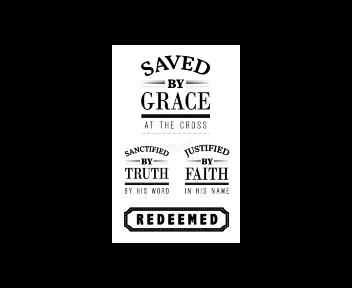 SAVED
BY
GRACE
AT THE CROSS
SANCTIFIED
BY
TRUTH
BY HIS WORD
JUSTIFIED
BY
FAITH
IN HIS NAME
REDEEMED